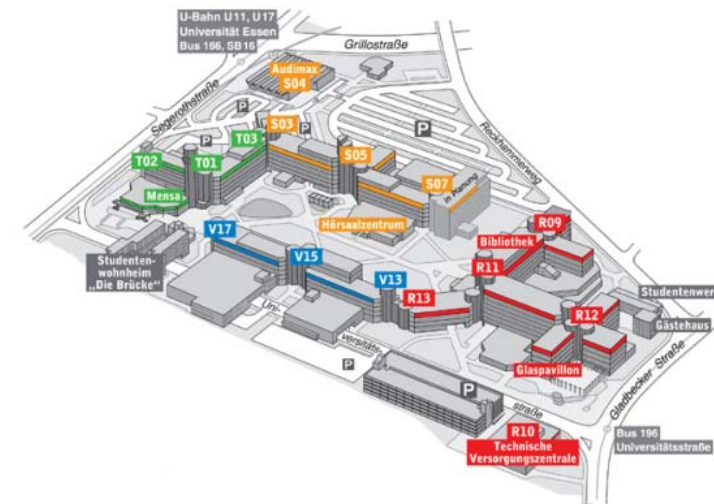 U-Bahn U11, U17
Universität Essen
Bus 166, SB16
Grillostraße
Segerothstraße
Reckhammerweg
Audimax
S04
P
S03
P
P
P
T03
T02
T01
S05
S07
in Planung
Mensa
Hörsaalzentrum
V17
R09
Bibliothek
Studenten-
wohnheim
„Die Brücke“
V15
R11
V13
R13
Studentenwer
R12
Gästehaus
Uni-
versitäts-
straße
Glaspavillon
P
P
Gladbecker Straße
R10
Technische
Versorgungszentrale
Bus 196
Universitätsstraße